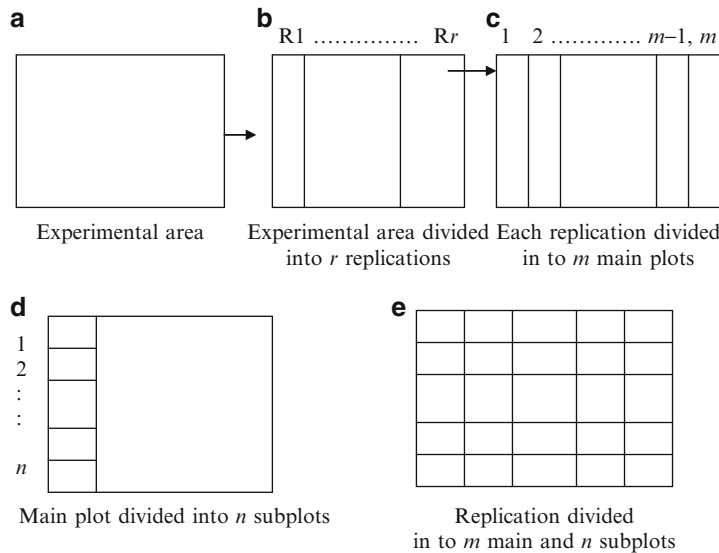 a
b
c
R1 ............... Rr
1 2 ............. m–1, m
Experimental area
Experimental area divided
into r replications
Each replication divided
in to m main plots
d
e
1
2
:
:
n
Main plot divided into n subplots
Replication divided
in to m main and n subplots